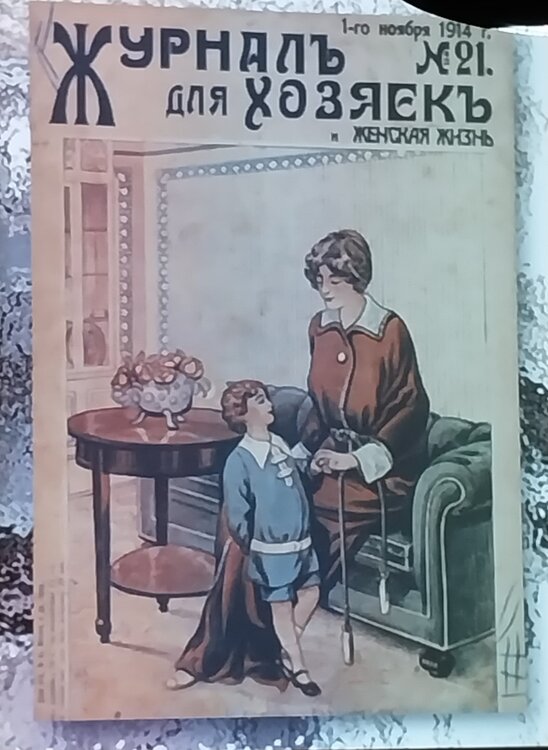 1-го ноября 1914 г.
Журналъ №21.
для Хозяекъ
и Женская жизнь